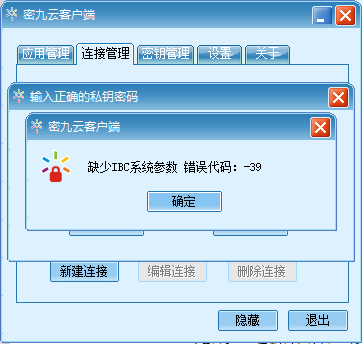 密九云客户端
应用管理 连接管理 密钥管理 设置 关于
输入正确的私钥密码
密九云客户端
缺少IBC系统参数 错误代码: -39
确定
新建连接 编辑连接 删除连接
隐藏 退出